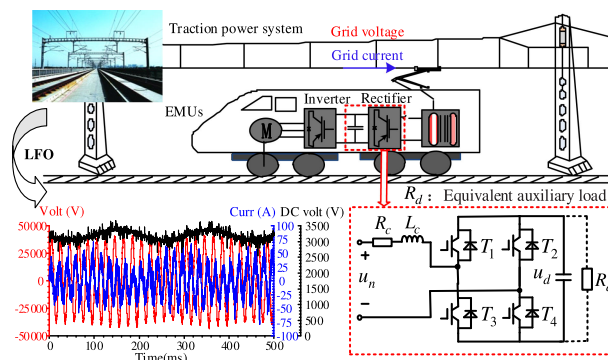 Traction power system
Grid voltage
Grid current
EMUs
Inverter
Rectifier
M
LFO
R_d : Equivalent auxiliary load
Volt (V)
Curr (A)
DC volt (V)
50000
25000
0
-25000
-50000
100
75
50
25
0
-25
-50
-75
-100
3500
3000
2500
2000
1500
1000
500
0
0 100 200 300 400 500
Time(ms)
R_c
L_c
+
u_n
−
T_1
T_2
T_3
T_4
u_d